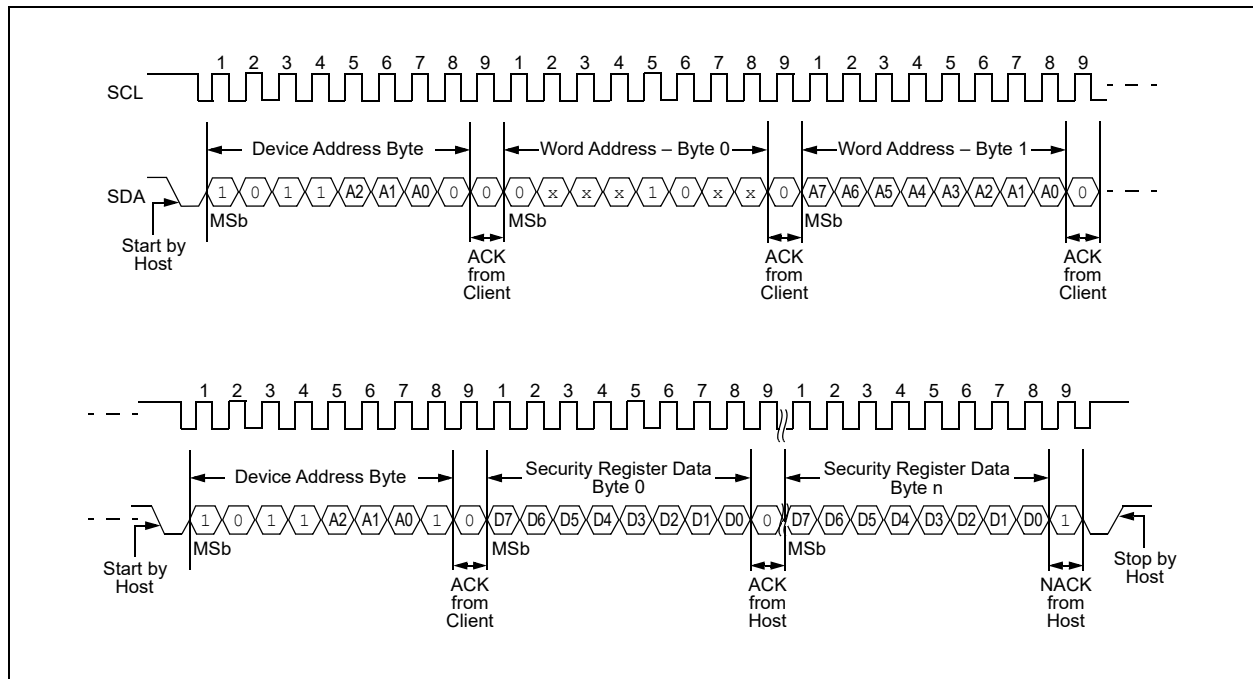 1 2 3 4 5 6 7 8 9 1 2 3 4 5 6 7 8 9 1 2 3 4 5 6 7 8 9
SCL
Device Address Byte Word Address – Byte 0 Word Address – Byte 1
SDA 1 0 1 1 A2 A1 A0 0 0 0 x x x 1 0 x x 0 A7 A6 A5 A4 A3 A2 A1 A0 0
MSb MSb MSb
Start by
Host
ACK
from
Client
ACK
from
Client
ACK
from
Client
1 2 3 4 5 6 7 8 9 1 2 3 4 5 6 7 8 9 1 2 3 4 5 6 7 8 9
Device Address Byte
Security Register Data
Byte 0
Security Register Data
Byte n
1 0 1 1 A2 A1 A0 1 0 D7 D6 D5 D4 D3 D2 D1 D0 0 D7 D6 D5 D4 D3 D2 D1 D0 1
MSb MSb MSb
Start by
Host
ACK
from
Client
ACK
from
Host
NACK
from
Host
Stop by
Host